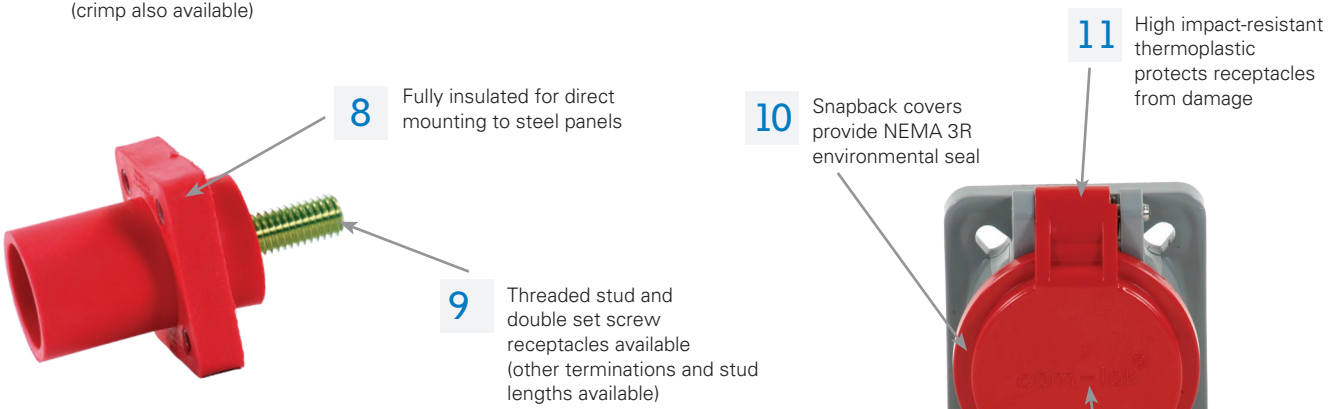 (crimp also available)
8
Fully insulated for direct
mounting to steel panels
9
Threaded stud and
double set screw
receptacles available
(other terminations and stud
lengths available)
10
Snapback covers
provide NEMA 3R
environmental seal
11
High impact-resistant
thermoplastic
protects receptacles
from damage
cam-lok